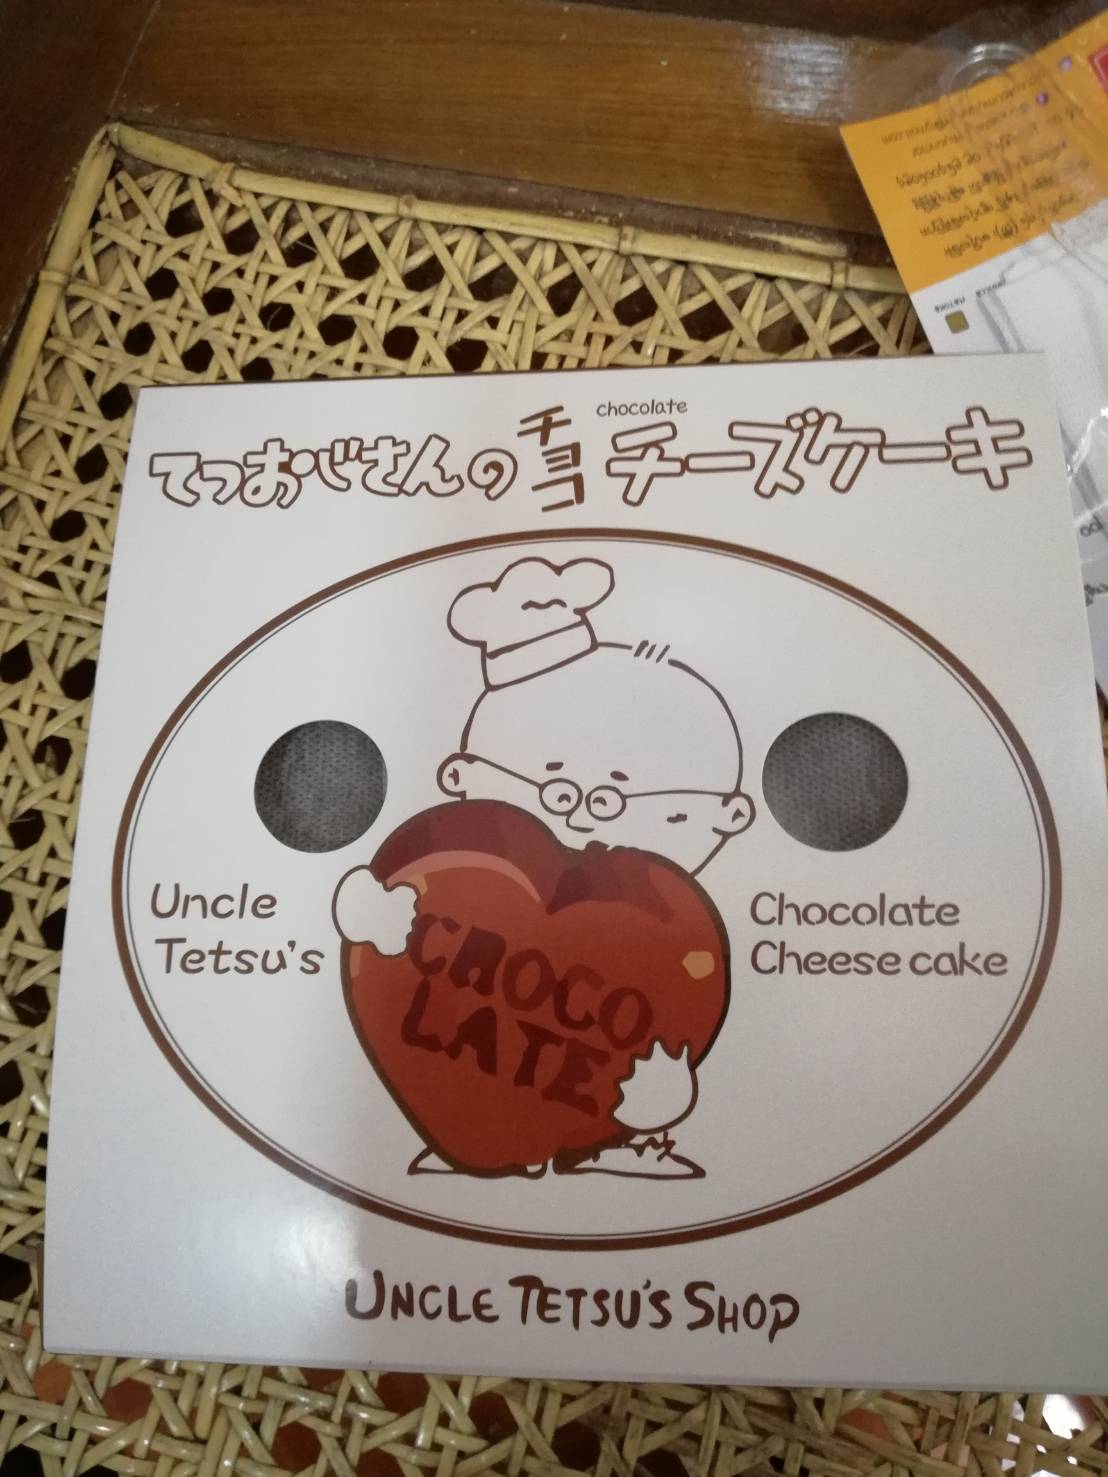 chocolate
てつおじさんのチョコチーズケーキ
Uncle
Tetsu's
Chocolate
Cheese cake
CHOCO
LATE
UNCLE TETSU'S SHOP